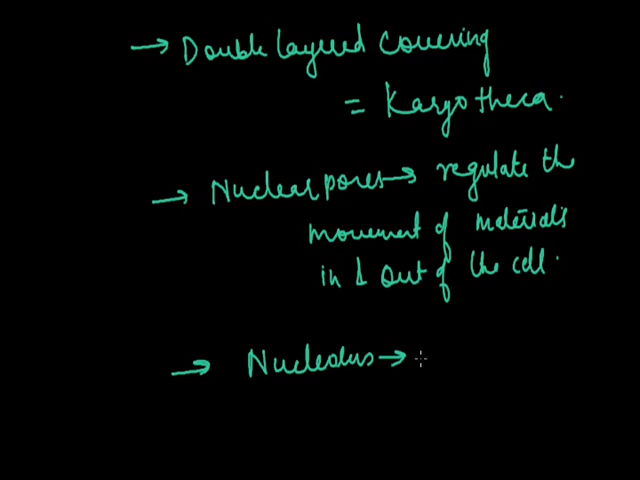 → Double layered covering
= Karyotheca.
→ Nuclear pores → regulate the
movement of materials
in & out of the cell.
→ Nucleolus →